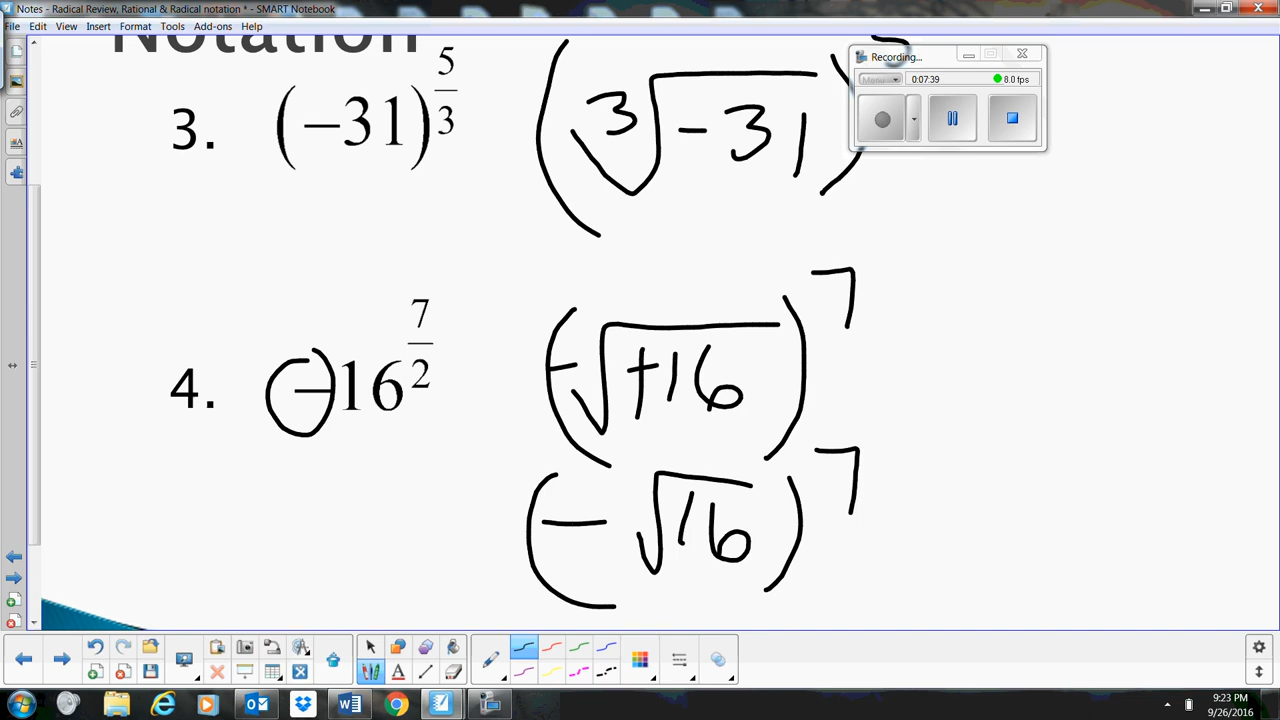 Notes - Radical Review, Rational & Radical notation * - SMART Notebook
File Edit View Insert Format Tools Add-ons Help
Notation
Recording...
Menu 0:07:39 8.0 fps
3. (−31)^(5/3) (∛−31)
4. −16^(7/2) (−√+16)^7
(−√16)^7
A
9:23 PM
9/26/2016